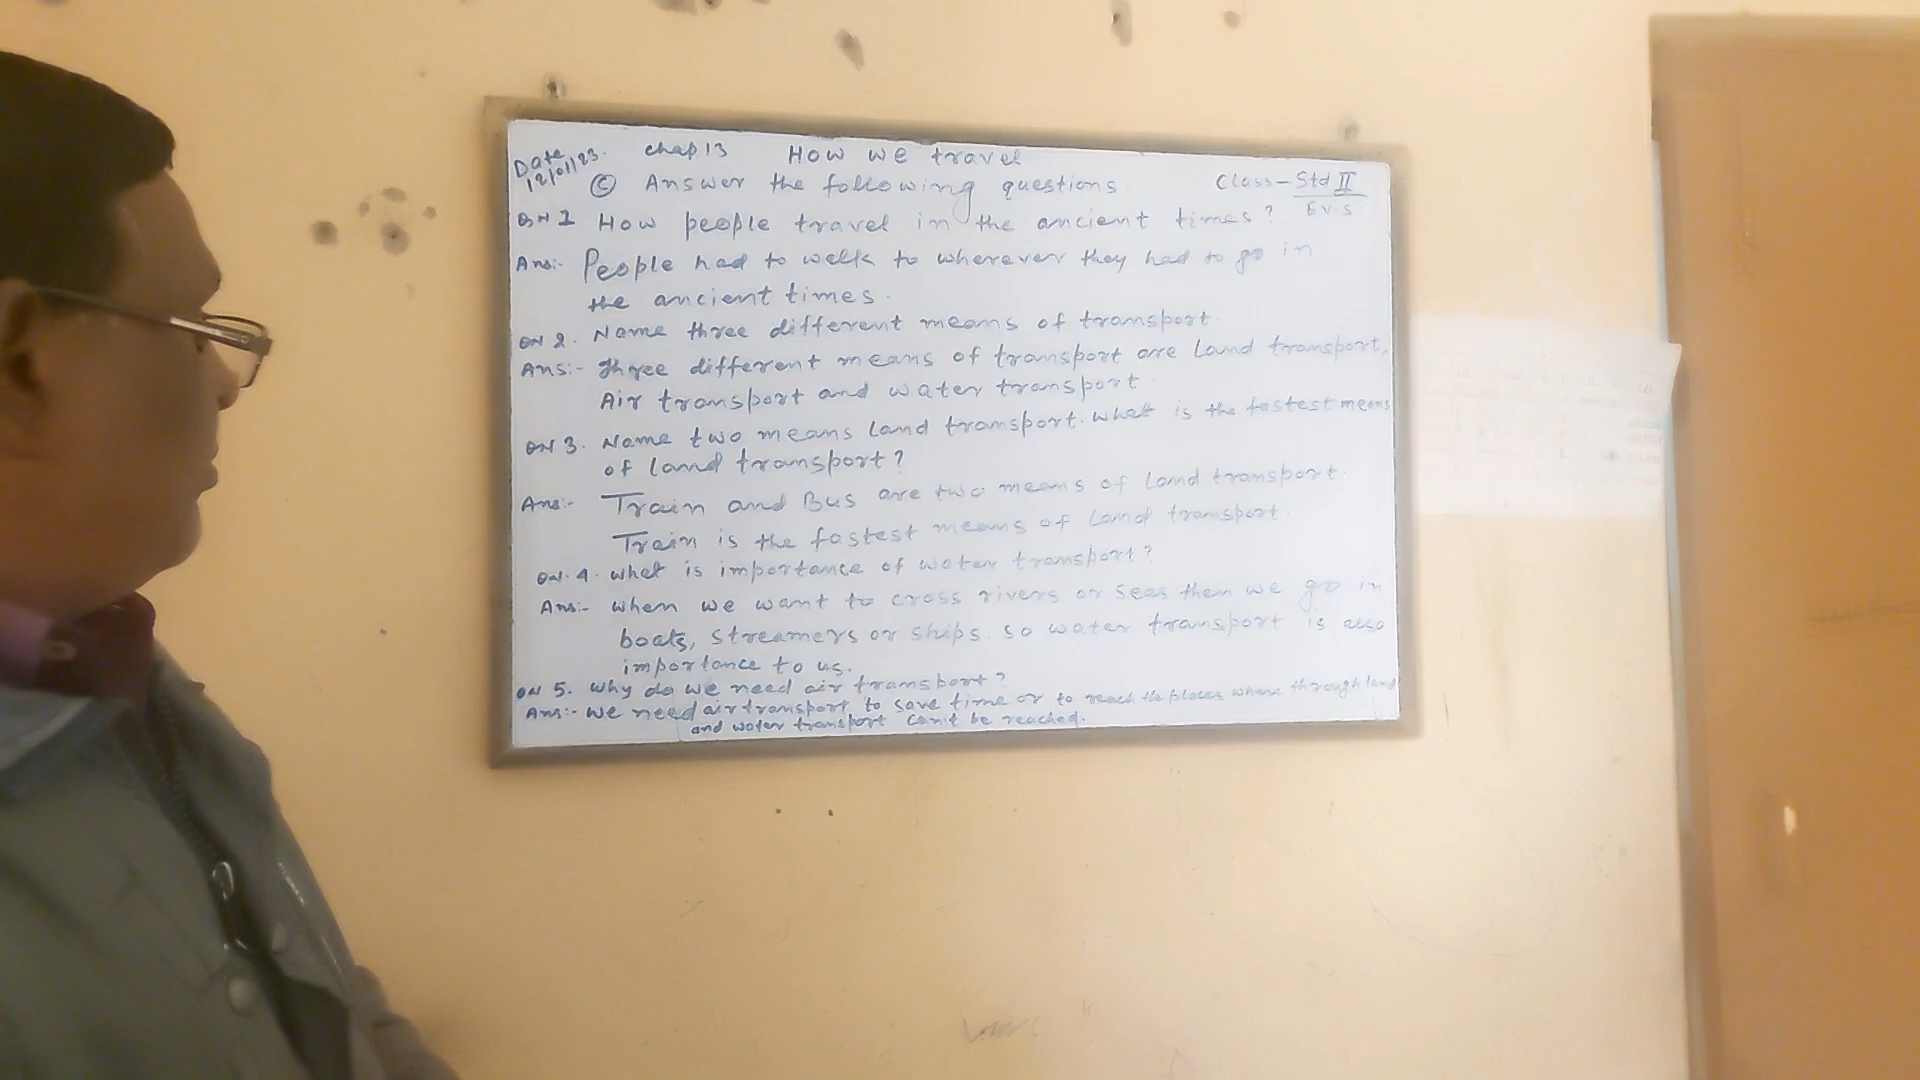 Date 12/01/23. Chap 13 How we travel
© Answer the following questions. Class - Std II
E.V.S.
QN 1 How people travel in the ancient times?
Ans:- People had to walk to wherever they had to go in
the ancient times.
QN 2. Name three different means of transport.
Ans:- Three different means of transport are Land transport,
Air transport and water transport.
QN 3. Name two means land transport. What is the fastest means
of land transport?
Ans:- Train and Bus are two means of Land transport.
Train is the fastest means of Land transport.
QN. 4. What is importance of water transport?
Ans:- When we want to cross rivers or seas then we go in
boats, streamers or ships. so water transport is also
importance to us.
QN 5. Why do we need air transport?
Ans:- We need air transport to save time or to reach the places where through land
and water transport can't be reached.